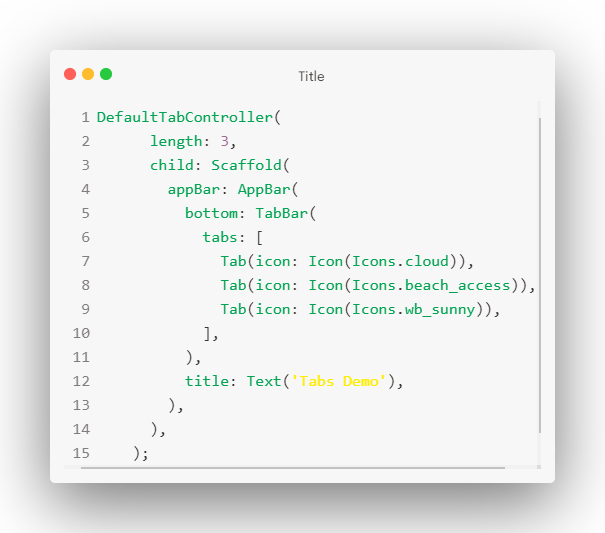 Title
1 DefaultTabController(
2       length: 3,
3       child: Scaffold(
4         appBar: AppBar(
5           bottom: TabBar(
6             tabs: [
7               Tab(icon: Icon(Icons.cloud)),
8               Tab(icon: Icon(Icons.beach_access)),
9               Tab(icon: Icon(Icons.wb_sunny)),
10             ],
11           ),
12           title: Text('Tabs Demo'),
13         ),
14       ),
15     );